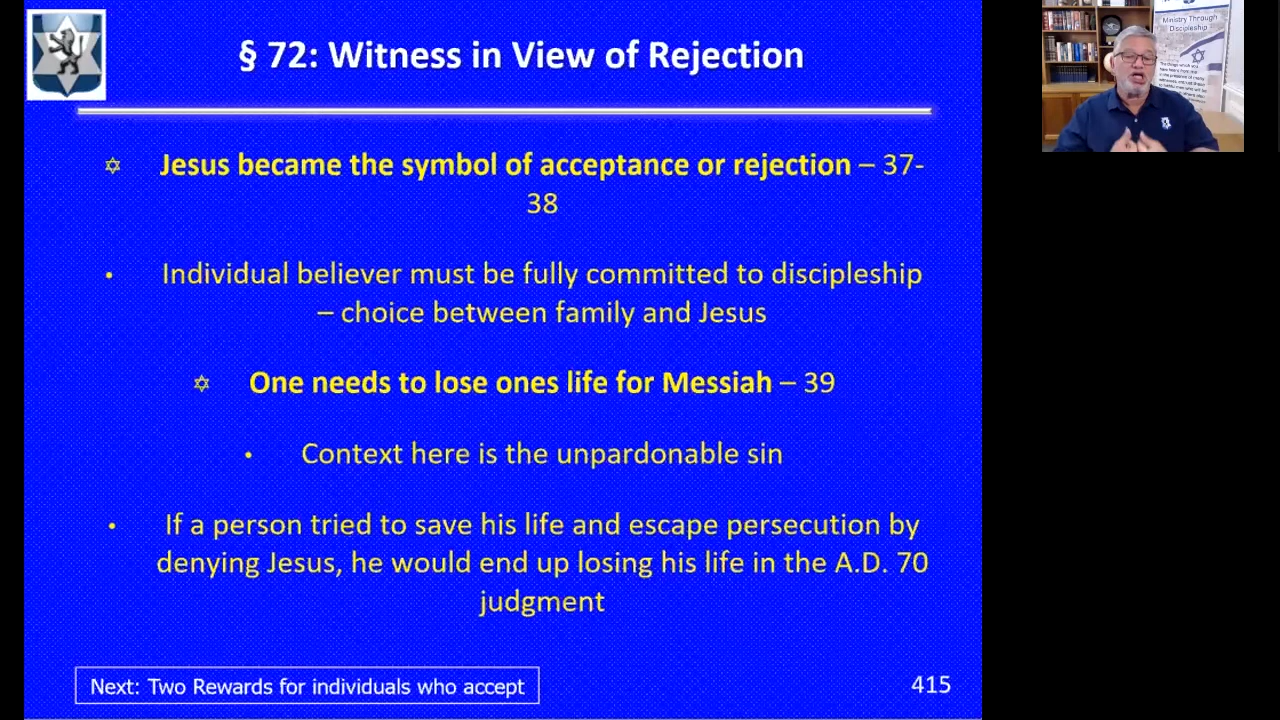 § 72: Witness in View of Rejection
✡ Jesus became the symbol of acceptance or rejection – 37-
38
• Individual believer must be fully committed to discipleship
– choice between family and Jesus
✡ One needs to lose ones life for Messiah – 39
• Context here is the unpardonable sin
• If a person tried to save his life and escape persecution by
denying Jesus, he would end up losing his life in the A.D. 70
judgment
Next: Two Rewards for individuals who accept
415
Ministry Through
Discipleship